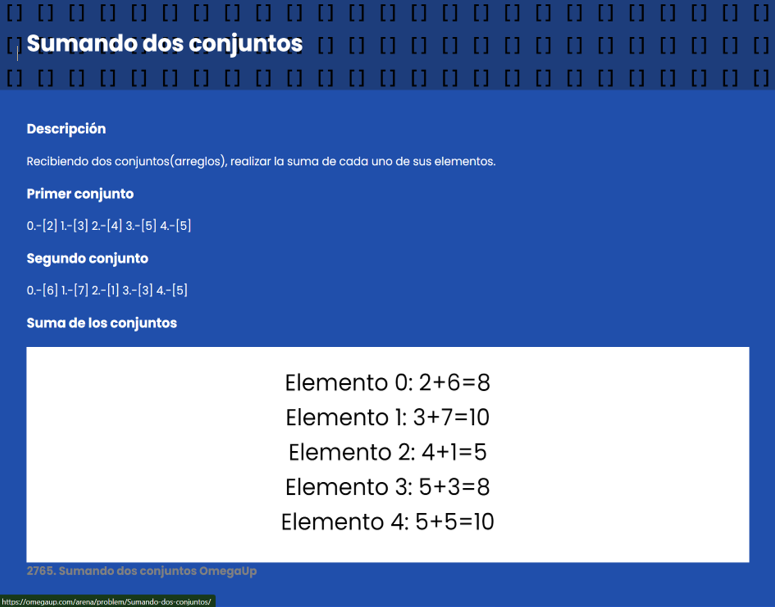 Sumando dos conjuntos
Descripción
Recibiendo dos conjuntos(arreglos), realizar la suma de cada uno de sus elementos.
Primer conjunto
0.-[2] 1.-[3] 2.-[4] 3.-[5] 4.-[5]
Segundo conjunto
0.-[6] 1.-[7] 2.-[1] 3.-[3] 4.-[5]
Suma de los conjuntos
Elemento 0: 2+6=8
Elemento 1: 3+7=10
Elemento 2: 4+1=5
Elemento 3: 5+3=8
Elemento 4: 5+5=10
2765. Sumando dos conjuntos OmegaUp
https://omegaup.com/arena/problem/Sumando-dos-conjuntos/